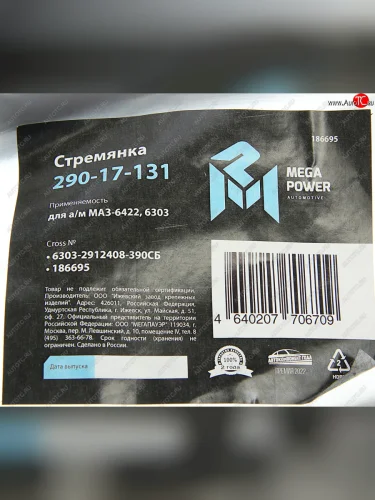 186695
Стремянка
290-17-131
Применяемость
для а/м МАЗ-6422, 6303
Cross №
• 6303-2912408-390СБ
• 186695
MEGA
POWER
AUTOMOTIVE
Товар не подлежит обязательной сертификации.
Производитель: ООО "Ижевский завод крепежных
изделий". Адрес: 426011, Российская Федерация,
Удмуртская Республика, г. Ижевск, ул. Майская, д. 51,
оф. 27; Официальный представитель на территории
Российской Федерации: ООО "МЕГАПАУЭР" 119034, г.
Москва, пер. М. Левшинский, д. 10, помещение IV, тел. 8
(495) 363-66-78. Срок годности (хранения) не
ограничен. Сделано в России.
4 640207 706709
Дата выпуска
100%
2 года
АВТОКОМПОНЕНТ ГОДА
2